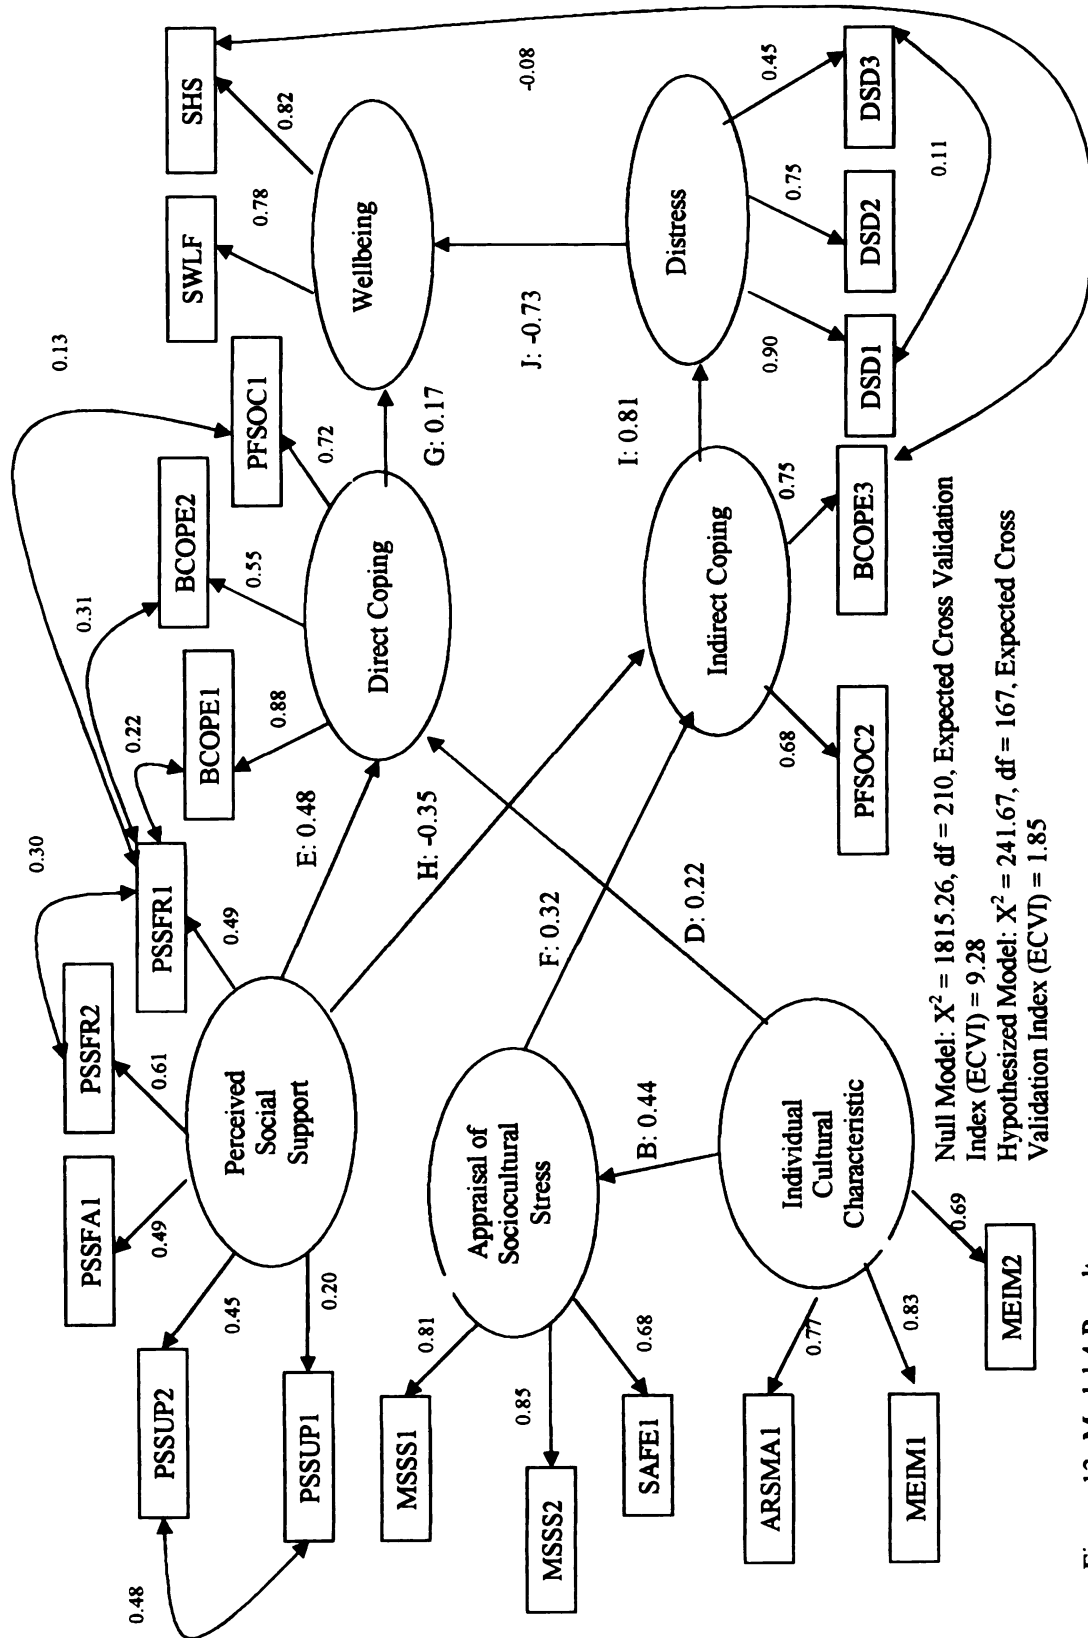 0.48
PSSUP2
PSSUP1
0.45
0.20
PSSFA1
0.49
PSSFR2
0.61
0.30
PSSFR1
0.49
Perceived
Social
Support
0.22
0.31
0.13
BCOPE1
0.88
BCOPE2
0.55
PFSOC1
0.72
E: 0.48
Direct Coping
G: 0.17
SWLF
0.78
SHS
0.82
Wellbeing
-0.08
H: -0.35
MSSS1
0.81
MSSS2
0.85
SAFE1
0.68
Appraisal of
Sociocultural
Stress
F: 0.32
D: 0.22
B: 0.44
J: -0.73
I: 0.81
Indirect Coping
Distress
0.68
PFSOC2
0.75
BCOPE3
0.90
DSD1
0.75
DSD2
0.45
DSD3
0.11
ARSMA1
0.77
MEIM1
0.83
MEIM2
0.69
Individual
Cultural
Characteristic
Null Model: X² = 1815.26, df = 210, Expected Cross Validation
Index (ECVI) = 9.28
Hypothesized Model: X² = 241.67, df = 167, Expected Cross
Validation Index (ECVI) = 1.85